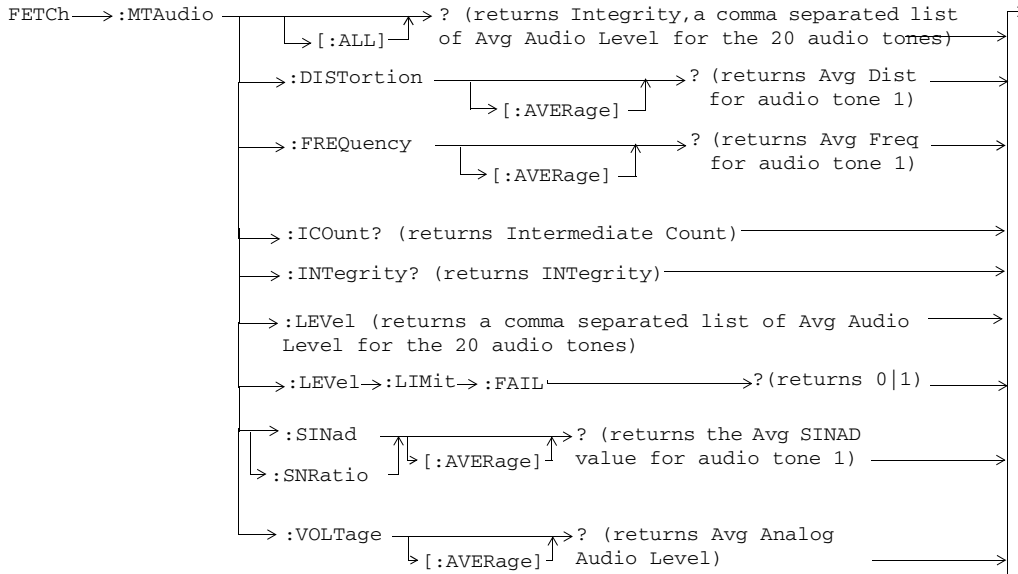 FETCh :MTAudio ? (returns Integrity,a comma separated list
[:ALL] of Avg Audio Level for the 20 audio tones)
:DISTortion ? (returns Avg Dist
[:AVERage] for audio tone 1)
:FREQuency ? (returns Avg Freq
[:AVERage] for audio tone 1)
:ICOunt? (returns Intermediate Count)
:INTegrity? (returns INTegrity)
:LEVel (returns a comma separated list of Avg Audio
Level for the 20 audio tones)
:LEVel :LIMit :FAIL ?(returns 0|1)
:SINad ? (returns the Avg SINAD
[:AVERage] value for audio tone 1)
:SNRatio
:VOLTage ? (returns Avg Analog
[:AVERage] Audio Level)